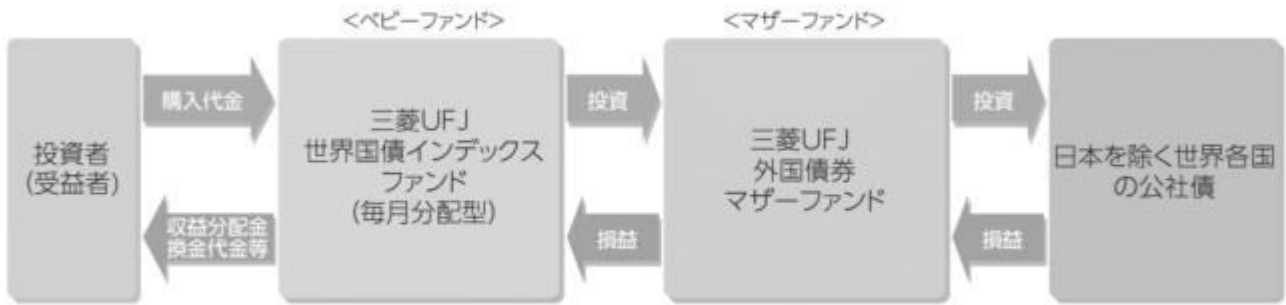 <ベビーファンド>
<マザーファンド>
投資者
(受益者)
購入代金
収益分配金
換金代金等
三菱UFJ
世界国債インデックス
ファンド
(毎月分配型)
投資
損益
三菱UFJ
外国債券
マザーファンド
投資
損益
日本を除く世界各国
の公社債